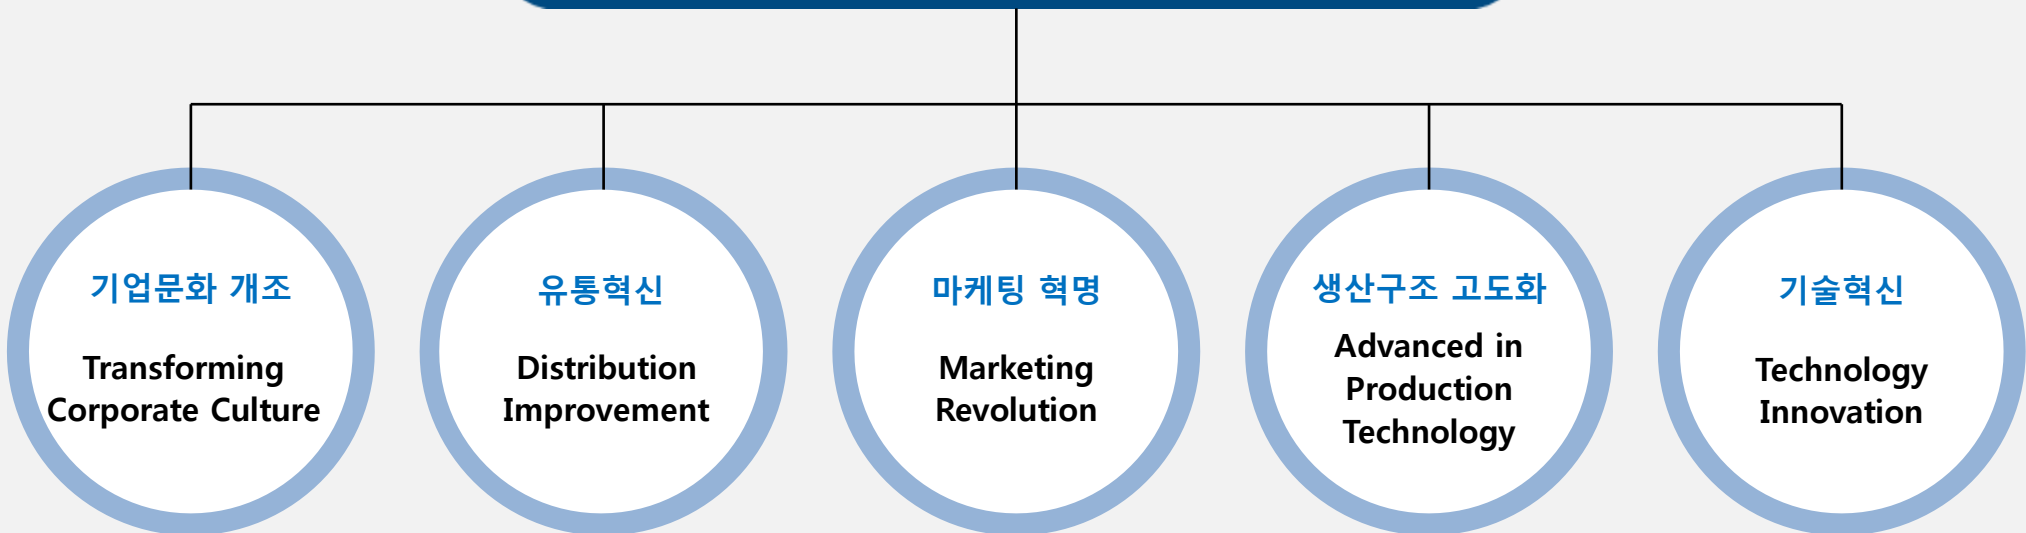 기업문화 개조
Transforming
Corporate Culture
유통혁신
Distribution
Improvement
마케팅 혁명
Marketing
Revolution
생산구조 고도화
Advanced in
Production
Technology
기술혁신
Technology
Innovation